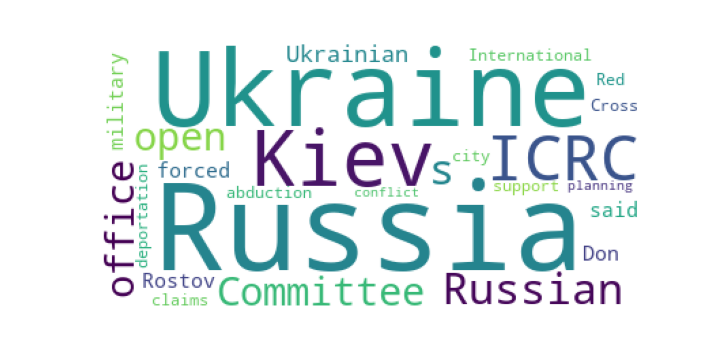 Ukrainian
International
Ukraine
military
Red
Cross
open
Kiev
s
city
ICRC
office
forced
deportation
abduction
conflict
support
planning
Russia
said
Don
Rostov
claims
Committee
Russian